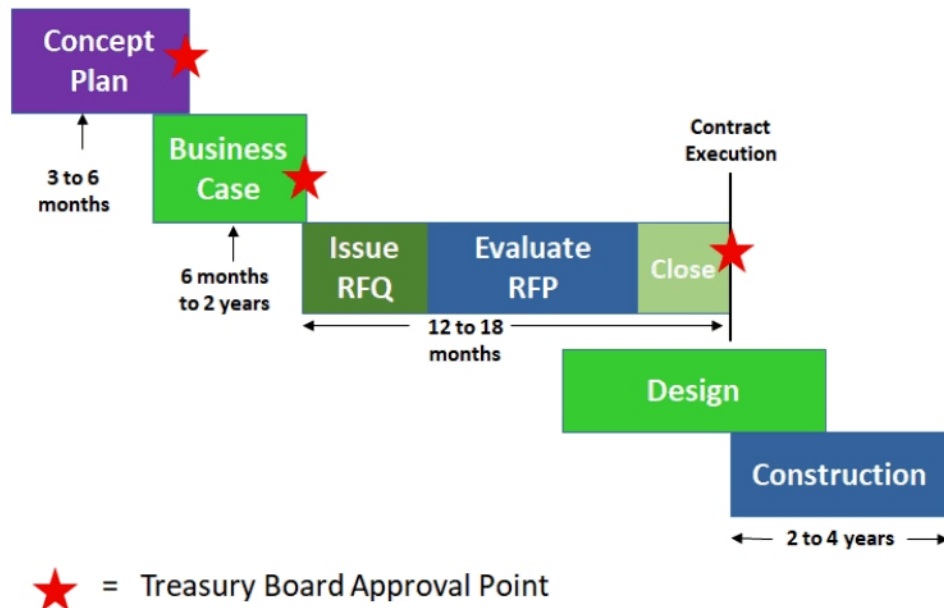 Concept
Plan
3 to 6
months
Business
Case
6 months
to 2 years
Contract
Execution
Issue
RFQ
Evaluate
RFP
Close
12 to 18
months
Design
Construction
2 to 4 years
= Treasury Board Approval Point